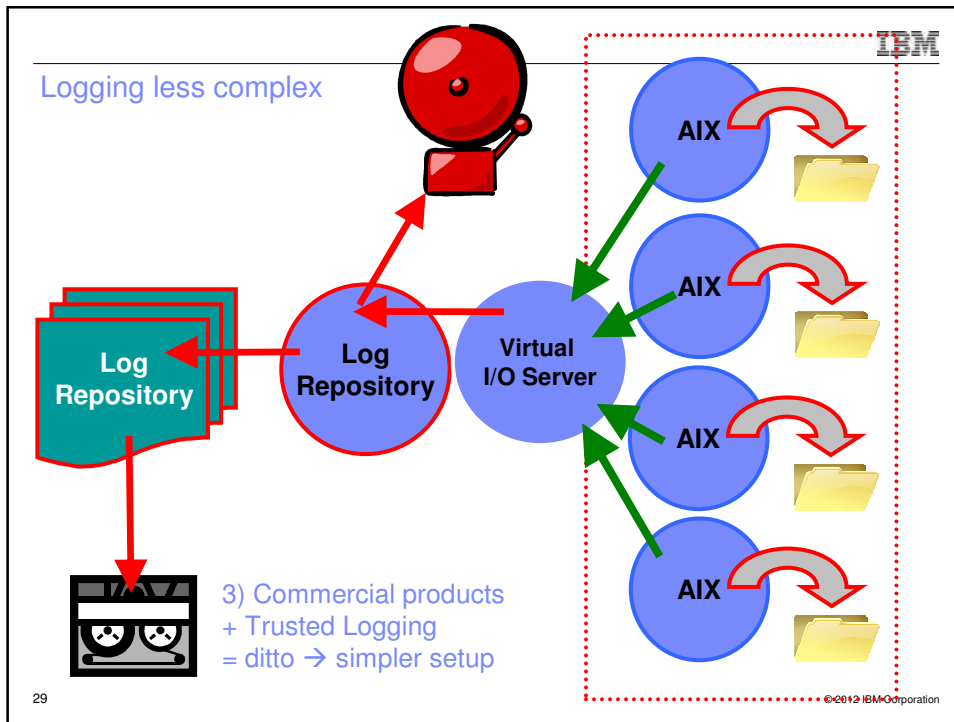 IBM
Logging less complex
AIX
AIX
Log
Repository
Log
Repository
Virtual
I/O Server
AIX
AIX
3) Commercial products
+ Trusted Logging
= ditto → simpler setup
29
© 2012 IBM Corporation